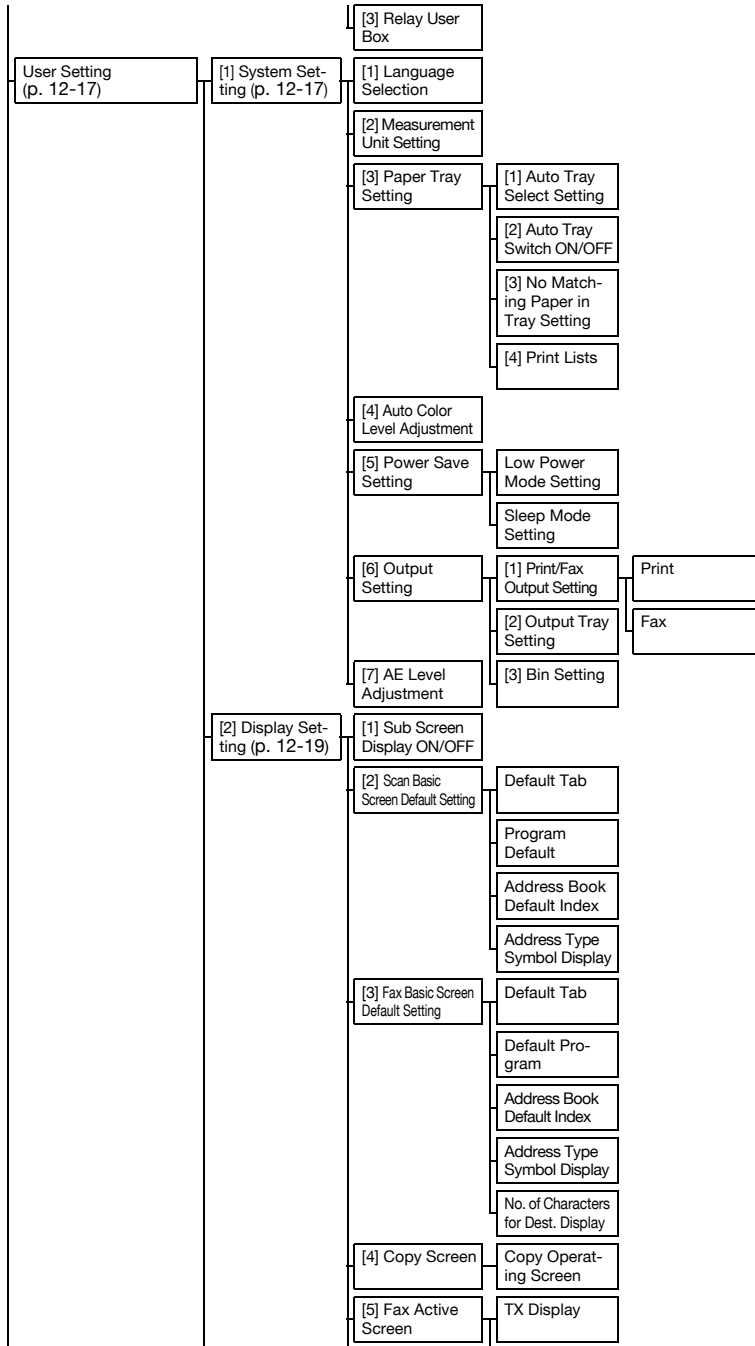 [3] Relay User
Box
User Setting
(p. 12-17)
[1] System Set-
ting (p. 12-17)
[1] Language
Selection
[2] Measurement
Unit Setting
[3] Paper Tray
Setting
[1] Auto Tray
Select Setting
[2] Auto Tray
Switch ON/OFF
[3] No Match-
ing Paper in
Tray Setting
[4] Print Lists
[4] Auto Color
Level Adjustment
[5] Power Save
Setting
Low Power
Mode Setting
Sleep Mode
Setting
[6] Output
Setting
[1] Print/Fax
Output Setting
Print
Fax
[2] Output Tray
Setting
[3] Bin Setting
[7] AE Level
Adjustment
[2] Display Set-
ting (p. 12-19)
[1] Sub Screen
Display ON/OFF
[2] Scan Basic
Screen Default Setting
Default Tab
Program
Default
Address Book
Default Index
Address Type
Symbol Display
[3] Fax Basic Screen
Default Setting
Default Tab
Default Pro-
gram
Address Book
Default Index
Address Type
Symbol Display
No. of Characters
for Dest. Display
[4] Copy Screen
Copy Operat-
ing Screen
[5] Fax Active
Screen
TX Display